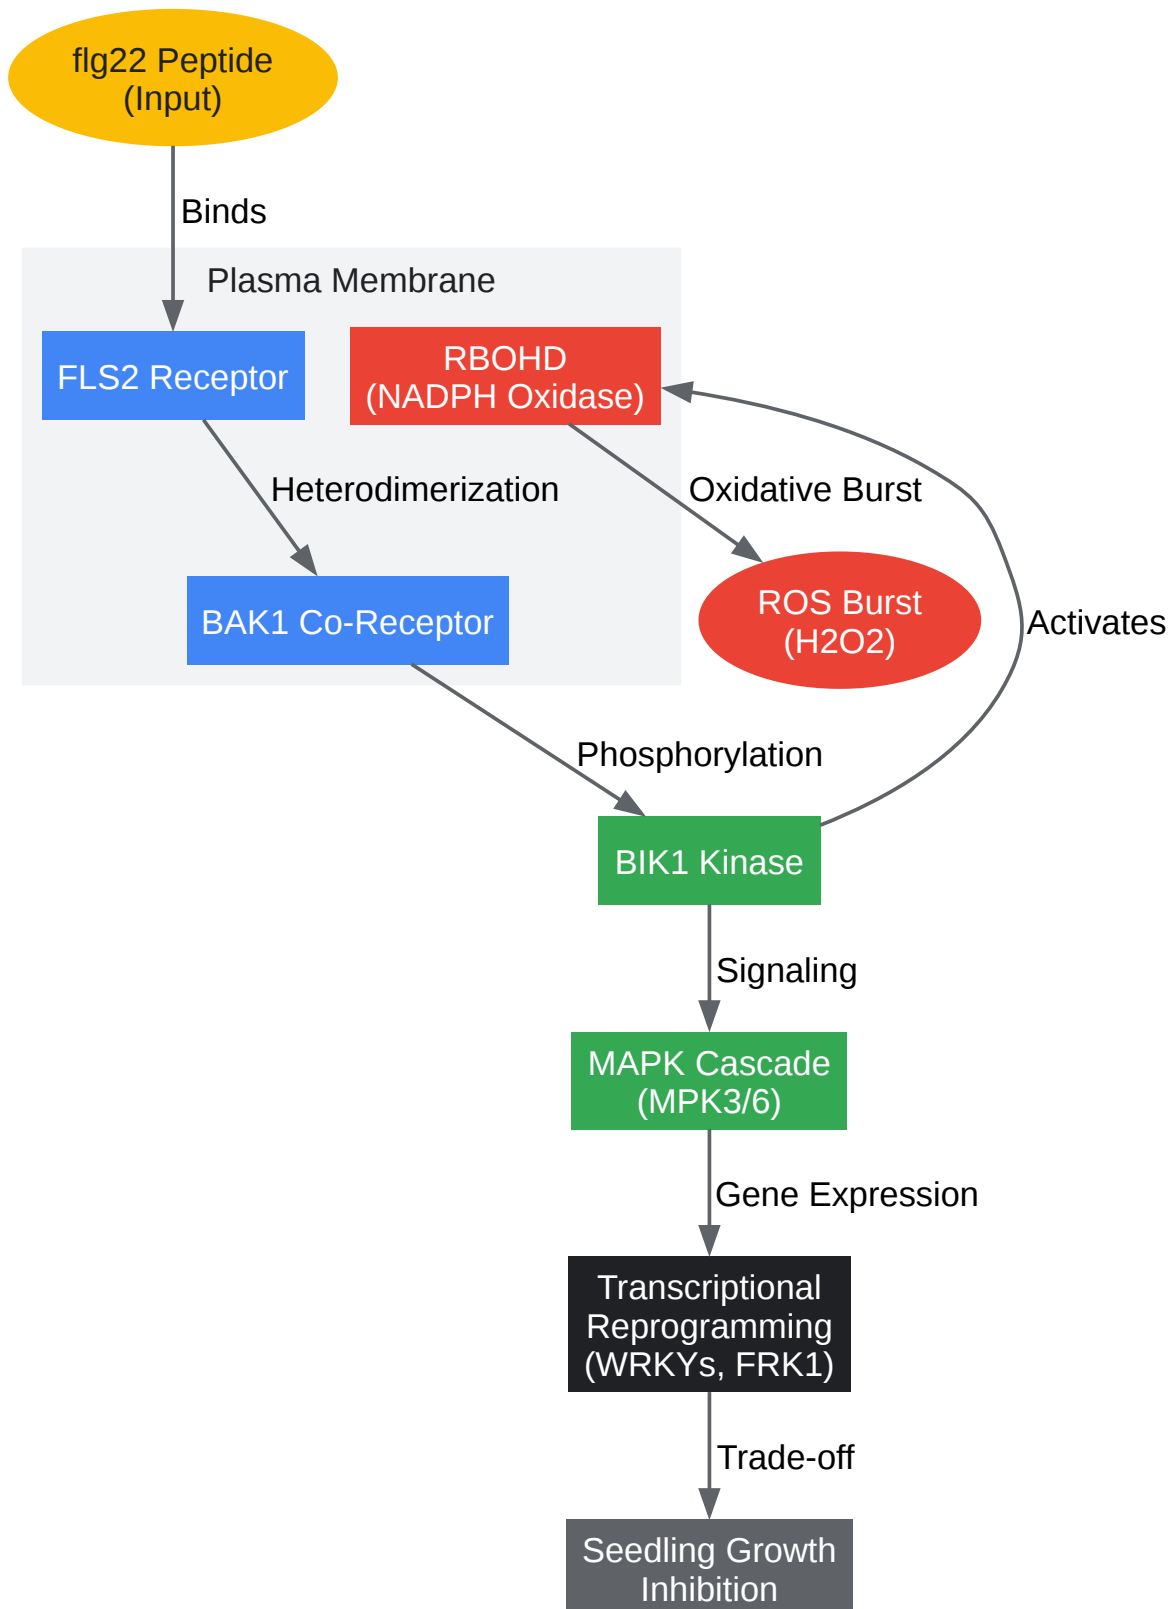 flg22 Peptide
(Input)
Binds
Plasma Membrane
FLS2 Receptor
RBOHD
(NADPH Oxidase)
Heterodimerization
Oxidative Burst
BAK1 Co-Receptor
ROS Burst
(H2O2)
Activates
Phosphorylation
BIK1 Kinase
Signaling
MAPK Cascade
(MPK3/6)
Gene Expression
Transcriptional
Reprogramming
(WRKYs, FRK1)
Trade-off
Seedling Growth
Inhibition